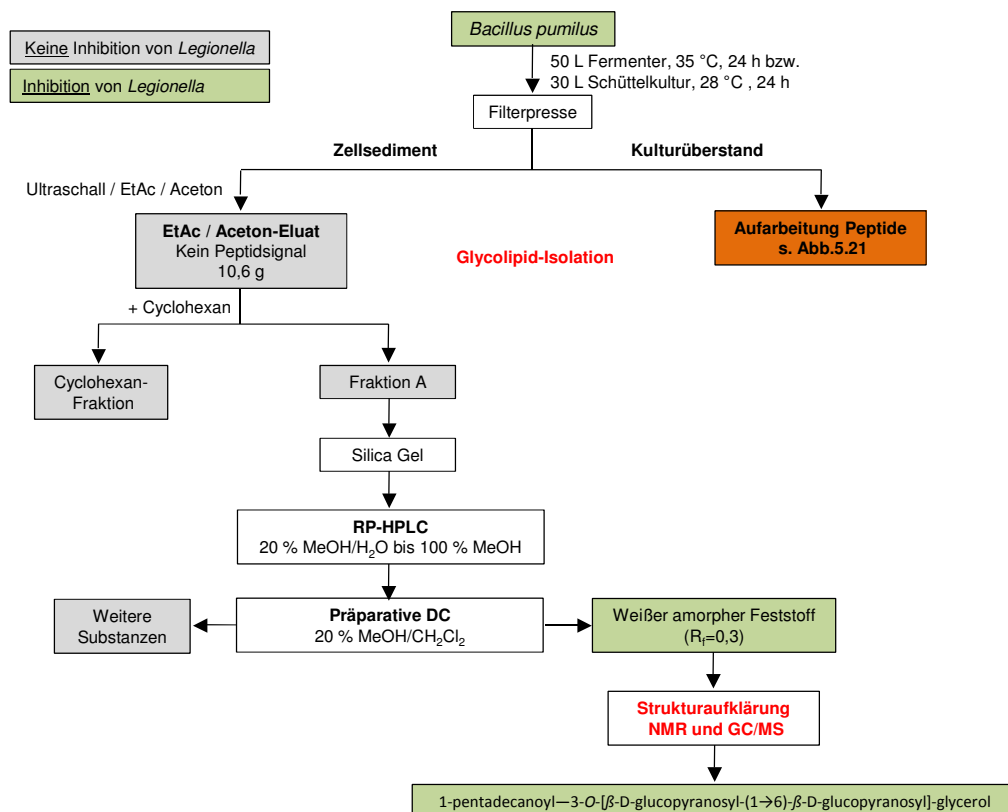 Keine Inhibition von Legionella
Inhibition von Legionella
Bacillus pumilus
50 L Fermenter, 35 °C, 24 h bzw.
30 L Schüttelkultur, 28 °C , 24 h
Filterpresse
Zellsediment
Kulturüberstand
Ultraschall / EtAc / Aceton
EtAc / Aceton-Eluat
Kein Peptidsignal
10,6 g
Aufarbeitung Peptide
s. Abb.5.21
Glycolipid-Isolation
+ Cyclohexan
Cyclohexan-
Fraktion
Fraktion A
Silica Gel
RP-HPLC
20 % MeOH/H₂O bis 100 % MeOH
Weitere
Substanzen
Präparative DC
20 % MeOH/CH₂Cl₂
Weißer amorpher Feststoff
(Rf=0,3)
Strukturaufklärung
NMR und GC/MS
1-pentadecanoyl—3-O-[β-D-glucopyranosyl-(1→6)-β-D-glucopyranosyl]-glycerol